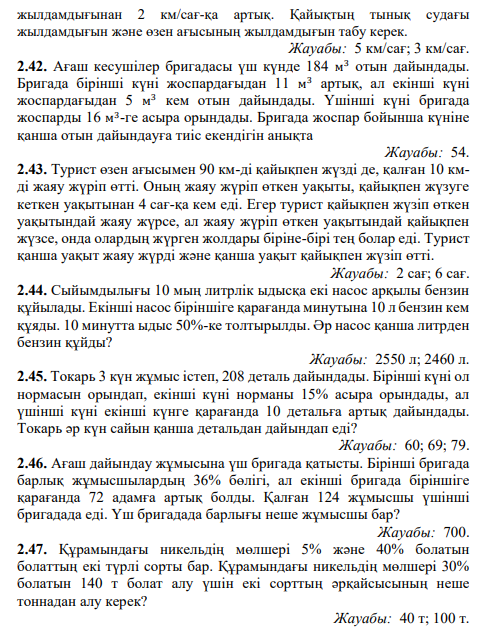 жылдамдығынан 2 км/сағ-қа артық. Қайықтың тынық судағы
жылдамдығын және өзен ағысының жылдамдығын табу керек.
Жауабы: 5 км/сағ; 3 км/сағ.
2.42. Ағаш кесушілер бригадасы үш күнде 184 м³ отын дайындады.
Бригада бірінші күні жоспардағыдан 11 м³ артық, ал екінші күні
жоспардағыдан 5 м³ кем отын дайындады. Үшінші күні бригада
жоспарды 16 м³-ге асыра орындады. Бригада жоспар бойынша күніне
қанша отын дайындауға тиіс екендігін анықта
Жауабы: 54.
2.43. Турист өзен ағысымен 90 км-ді қайықпен жүзді де, қалған 10 км-
ді жаяу жүріп өтті. Оның жаяу жүріп өткен уақыты, қайықпен жүзуге
кеткен уақытынан 4 сағ-қа кем еді. Егер турист қайықпен жүзіп өткен
уақытындай жаяу жүрсе, ал жаяу жүріп өткен уақытындай қайықпен
жүзсе, онда олардың жүрген жолдары біріне-бірі тең болар еді. Турист
қанша уақыт жаяу жүрді және қанша уақыт қайықпен жүзіп өтті.
Жауабы: 2 сағ; 6 сағ.
2.44. Сыйымдылығы 10 мың литрлік ыдысқа екі насос арқылы бензин
құйылады. Екінші насос біріншіге қарағанда минутына 10 л бензин кем
құяды. 10 минутта ыдыс 50%-ке толтырылды. Әр насос қанша литрден
бензин құйды?
Жауабы: 2550 л; 2460 л.
2.45. Токарь 3 күн жұмыс істеп, 208 деталь дайындады. Бірінші күні ол
нормасын орындап, екінші күні норманы 15% асыра орындады, ал
үшінші күні екінші күнге қарағанда 10 детальға артық дайындады.
Токарь әр күн сайын қанша детальдан дайындап еді?
Жауабы: 60; 69; 79.
2.46. Ағаш дайындау жұмысына үш бригада қатысты. Бірінші бригада
барлық жұмысшылардың 36% бөлігі, ал екінші бригада біріншіге
қарағанда 72 адамға артық болды. Қалған 124 жұмысшы үшінші
бригадада еді. Үш бригадада барлығы неше жұмысшы бар?
Жауабы: 700.
2.47. Құрамындағы никельдің мөлшері 5% және 40% болатын
болаттың екі түрлі сорты бар. Құрамындағы никельдің мөлшері 30%
болатын 140 т болат алу үшін екі сорттың әрқайсысының неше
тоннадан алу керек?
Жауабы: 40 т; 100 т.